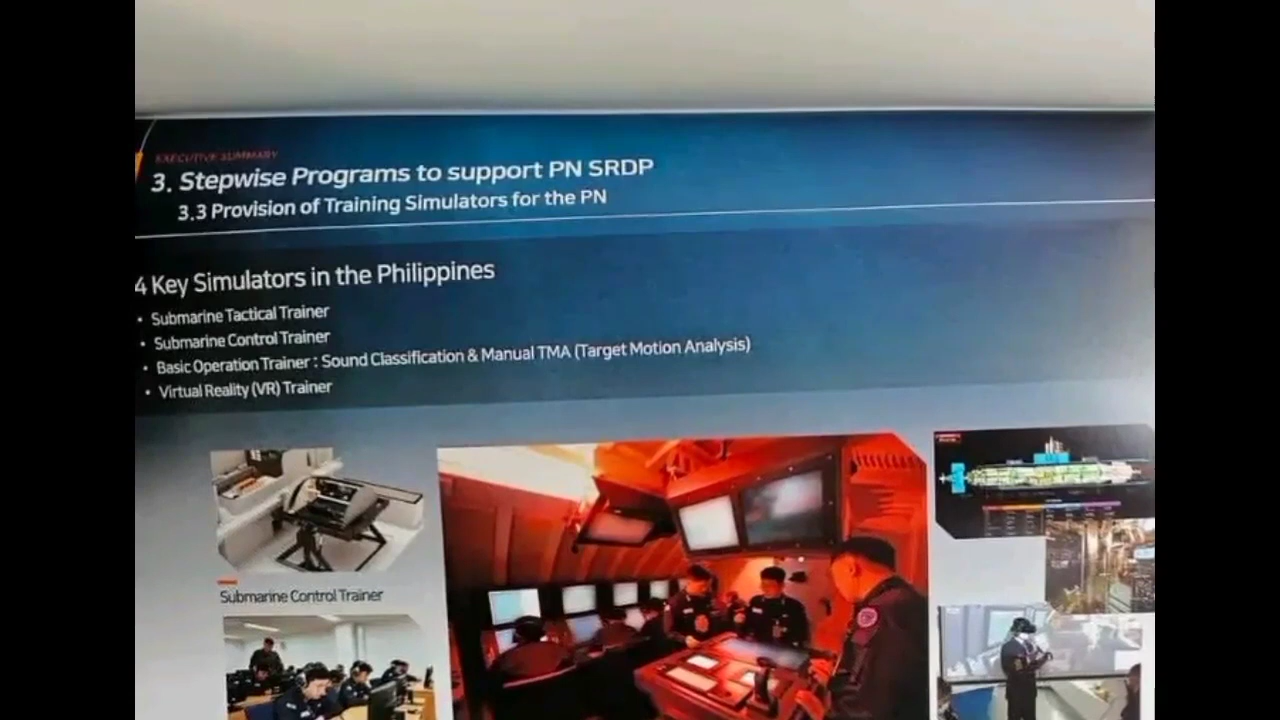 EXECUTIVE SUMMARY
3. Stepwise Programs to support PN SRDP
3.3 Provision of Training Simulators for the PN
4 Key Simulators in the Philippines
• Submarine Tactical Trainer
• Submarine Control Trainer
• Basic Operation Trainer : Sound Classification & Manual TMA (Target Motion Analysis)
• Virtual Reality (VR) Trainer
Submarine Control Trainer